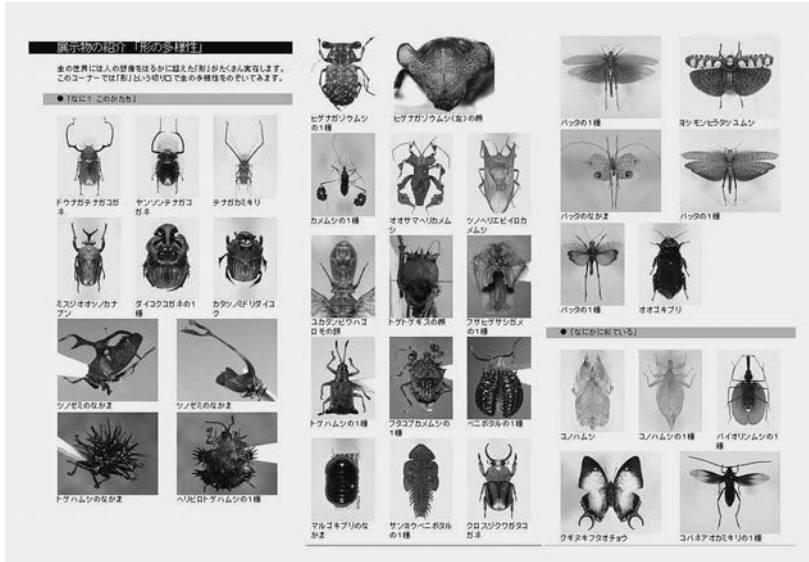 展示物の紹介 「形の多様性」
虫の世界には人の想像をはるかに超えた「形」がたくさん実在します。
このコーナーでは「形」という切り口で虫の多様性をのぞいてみます。
● 「なに？ このかたち」
ドウナガテナガコガ
ネ
ヤンソンテナガコ
ガネ
テナガカミキリ
ミスジオオツノカナ
ブン
ダイコクコガネの1
種
カタツノミドリダイコ
ク
ツノゼミのなかま
ツノゼミのなかま
トゲハムシのなかま
ヘリビロトゲハムシの1種
ヒゲナガゾウムシ
の1種
ヒゲナガゾウムシ(左)の顔
カメムシの1種
オオサマヘリカメム
シ
ツノヘリエビイロカ
メムシ
ユカタンビワハゴ
ロモの頭
トゲトゲギスの顔
フサヒゲサシガメ
の1種
トゲハムシの1種
フタコブカメムシの
1種
ベニボタルの1種
マルゴキブリのな
かま
サンヨウベニボタル
の1種
クロスジクワガタコ
ガネ
バッタの1種
ヨツモンヒラタツユムシ
バッタのなかま
バッタの1種
バッタの1種
オオゴキブリ
● 「なにかに似ている」
コノハムシ
コノハムシの1種
バイオリンムシの1
種
クギヌキフタオチョウ
コバネアオカミキリの1種